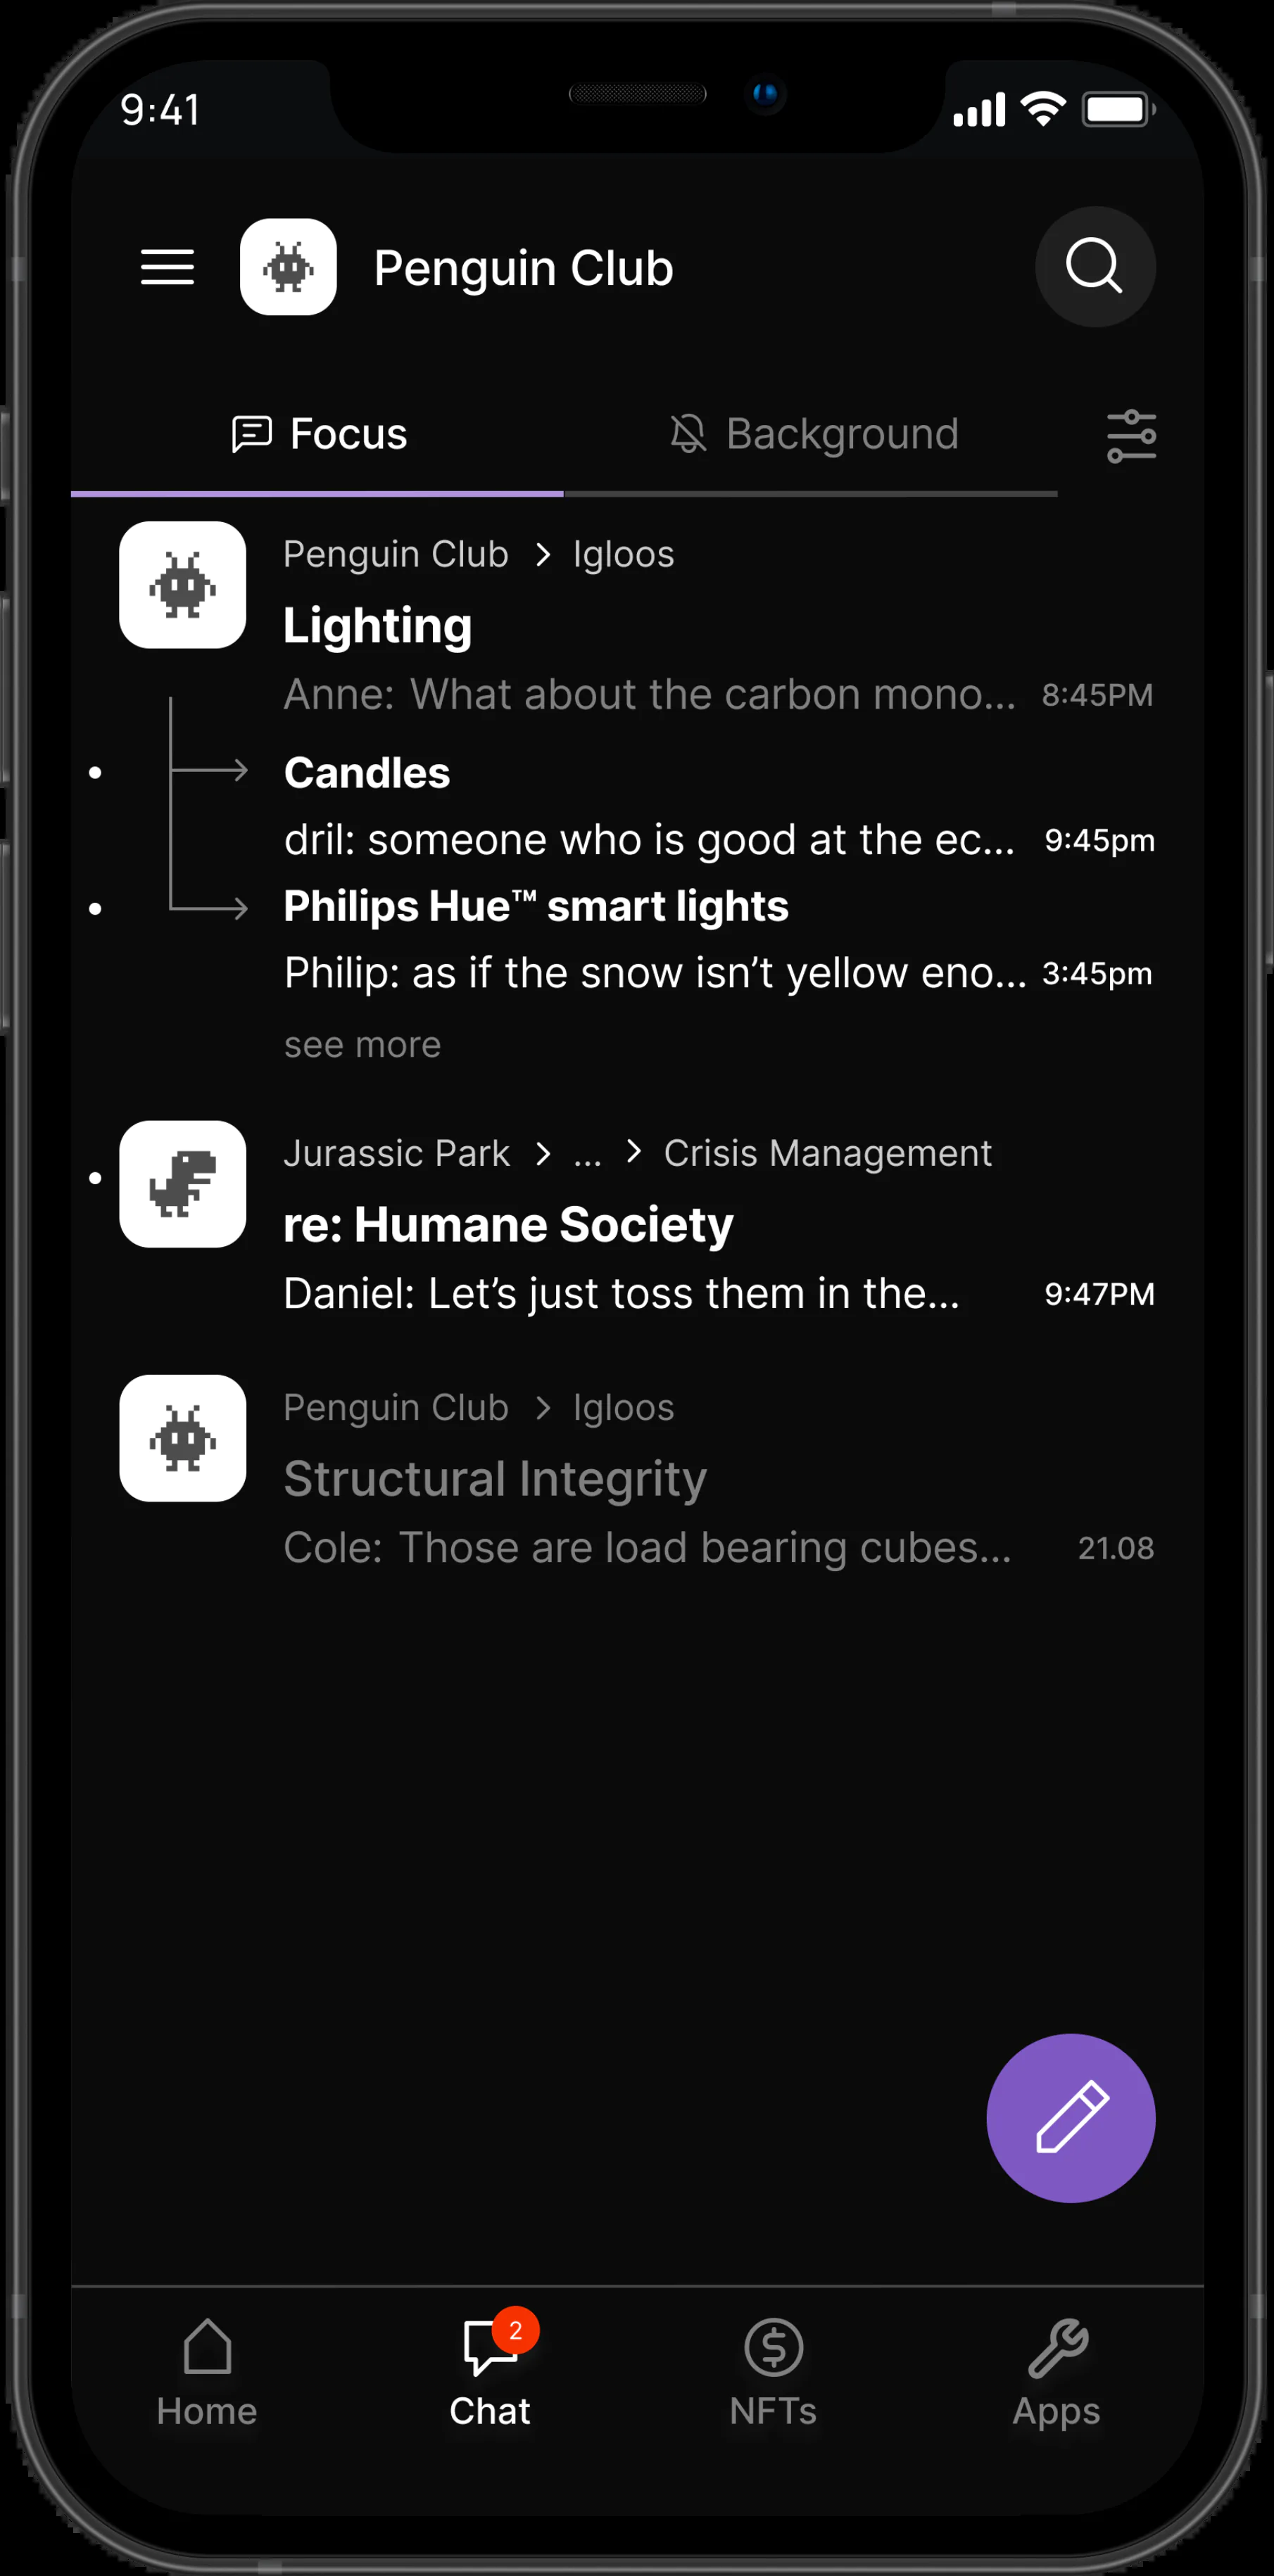 9:41
Penguin Club
Focus
Background
Penguin Club > Igloos
Lighting
Anne: What about the carbon mono... 8:45PM
Candles
dril: someone who is good at the ec... 9:45pm
Philips Hue™ smart lights
Philip: as if the snow isn’t yellow eno... 3:45pm
see more
Jurassic Park > ... > Crisis Management
re: Humane Society
Daniel: Let’s just toss them in the... 9:47PM
Penguin Club > Igloos
Structural Integrity
Cole: Those are load bearing cubes... 21.08
2
Home
Chat
NFTs
Apps